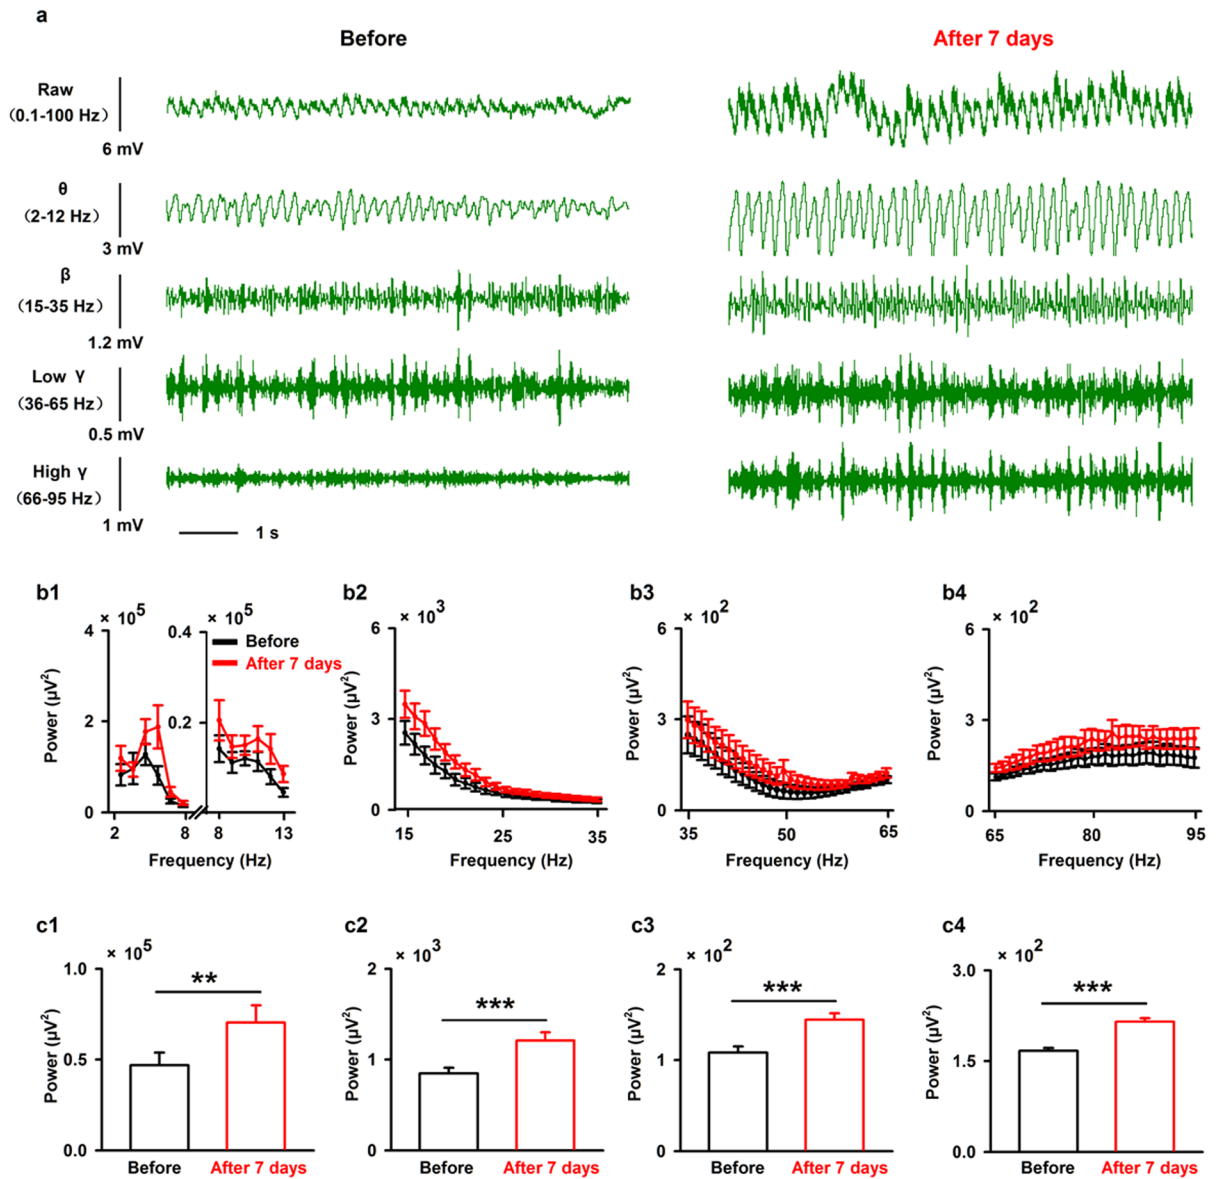 a
Before
After 7 days
Raw
(0.1-100 Hz)
6 mV
θ
(2-12 Hz)
3 mV
β
(15-35 Hz)
1.2 mV
Low γ
(36-65 Hz)
0.5 mV
High γ
(66-95 Hz)
1 mV
1 s
b1
× 10⁵
× 10⁵
4
2
0
0.4
0.2
Before
After 7 days
Power (μV²)
2
8
8
13
Frequency (Hz)
b2
× 10³
6
3
0
Power (μV²)
15
25
35
Frequency (Hz)
b3
× 10²
6
3
0
Power (μV²)
35
50
65
Frequency (Hz)
b4
× 10²
6
3
0
Power (μV²)
65
80
95
Frequency (Hz)
c1
× 10⁵
1.0
0.5
0.0
Power (μV²)
**
Before
After 7 days
c2
× 10³
2
1
0
Power (μV²)
***
Before
After 7 days
c3
× 10²
2
1
0
Power (μV²)
***
Before
After 7 days
c4
× 10²
3.0
1.5
0.0
Power (μV²)
***
Before
After 7 days